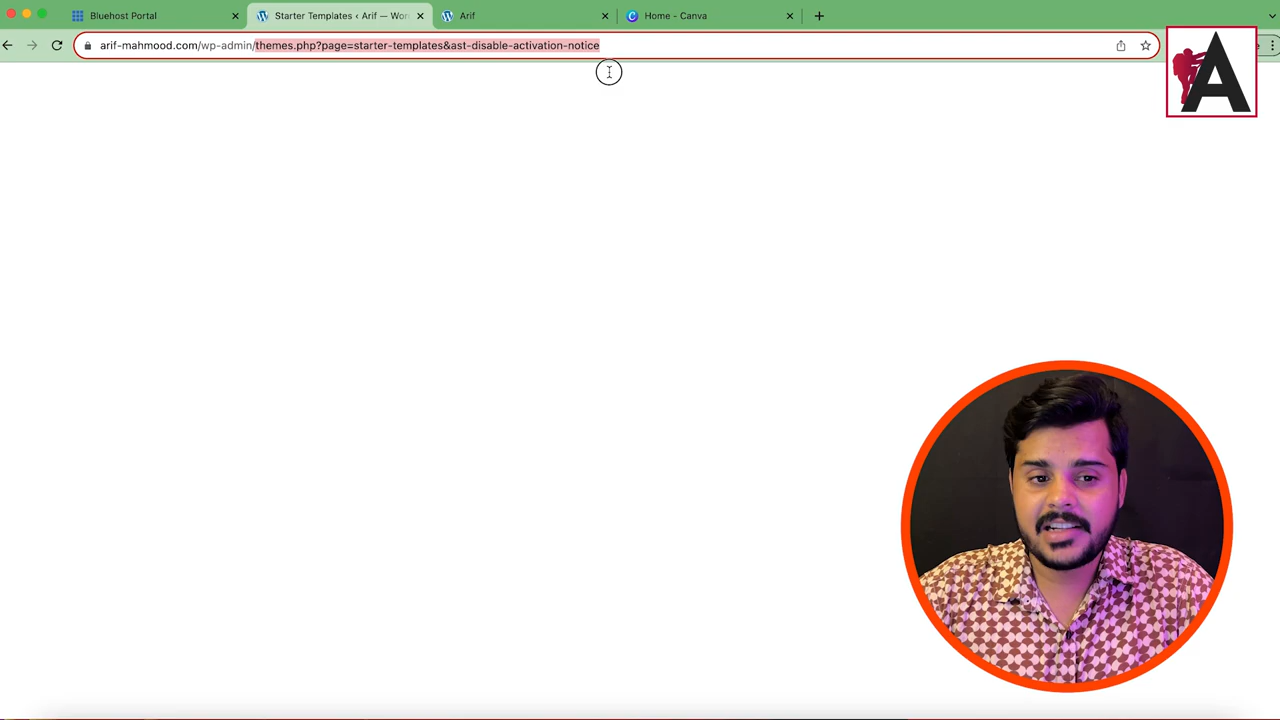 Bluehost Portal
Starter Templates ‹ Arif — Wor
Arif
Home - Canva
arif-mahmood.com/wp-admin/themes.php?page=starter-templates&ast-disable-activation-notice
A